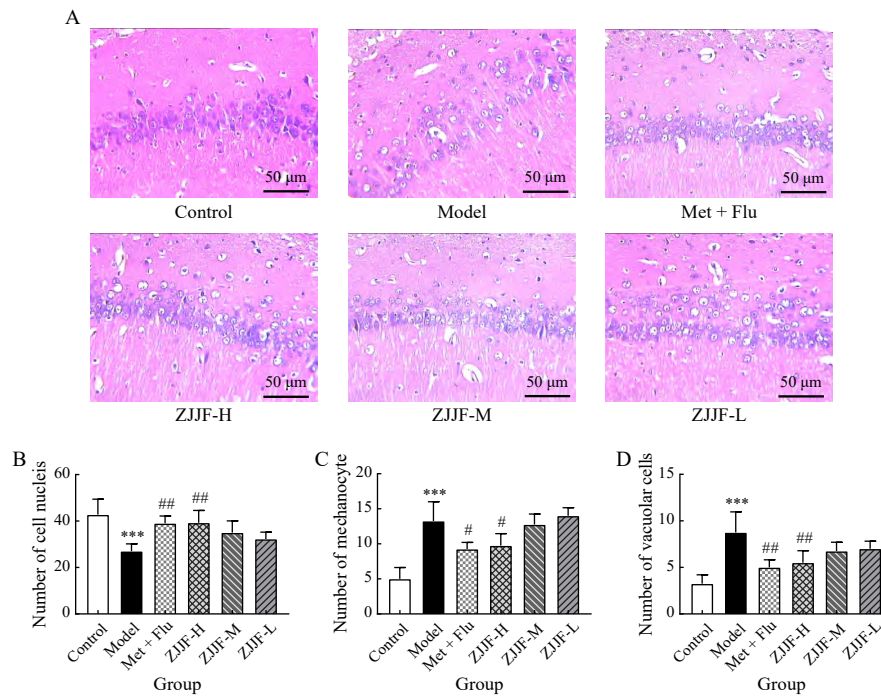 A
50 μm
50 μm
50 μm
Control
Model
Met + Flu
50 μm
50 μm
50 μm
ZJJF-H
ZJJF-M
ZJJF-L
B
Number of cell nucleis
60
40
20
0
***
##
##
Control
Model
Met + Flu
ZJJF-H
ZJJF-M
ZJJF-L
Group
C
Number of mechanocyte
20
15
10
5
0
***
#
#
Control
Model
Met + Flu
ZJJF-H
ZJJF-M
ZJJF-L
Group
D
Number of vacuolar cells
15
10
5
0
***
##
##
Control
Model
Met + Flu
ZJJF-H
ZJJF-M
ZJJF-L
Group